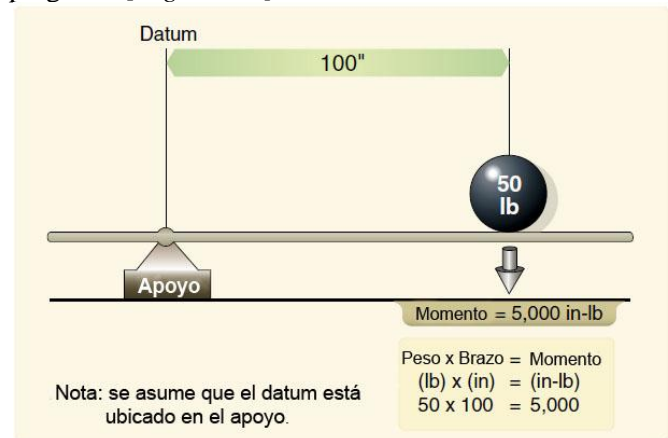 Datum
100"
50
lb
Apoyo
Momento = 5,000 in-lb
Peso x Brazo = Momento
(lb) x (in) = (in-lb)
50 x 100 = 5,000
Nota: se asume que el datum está
ubicado en el apoyo.